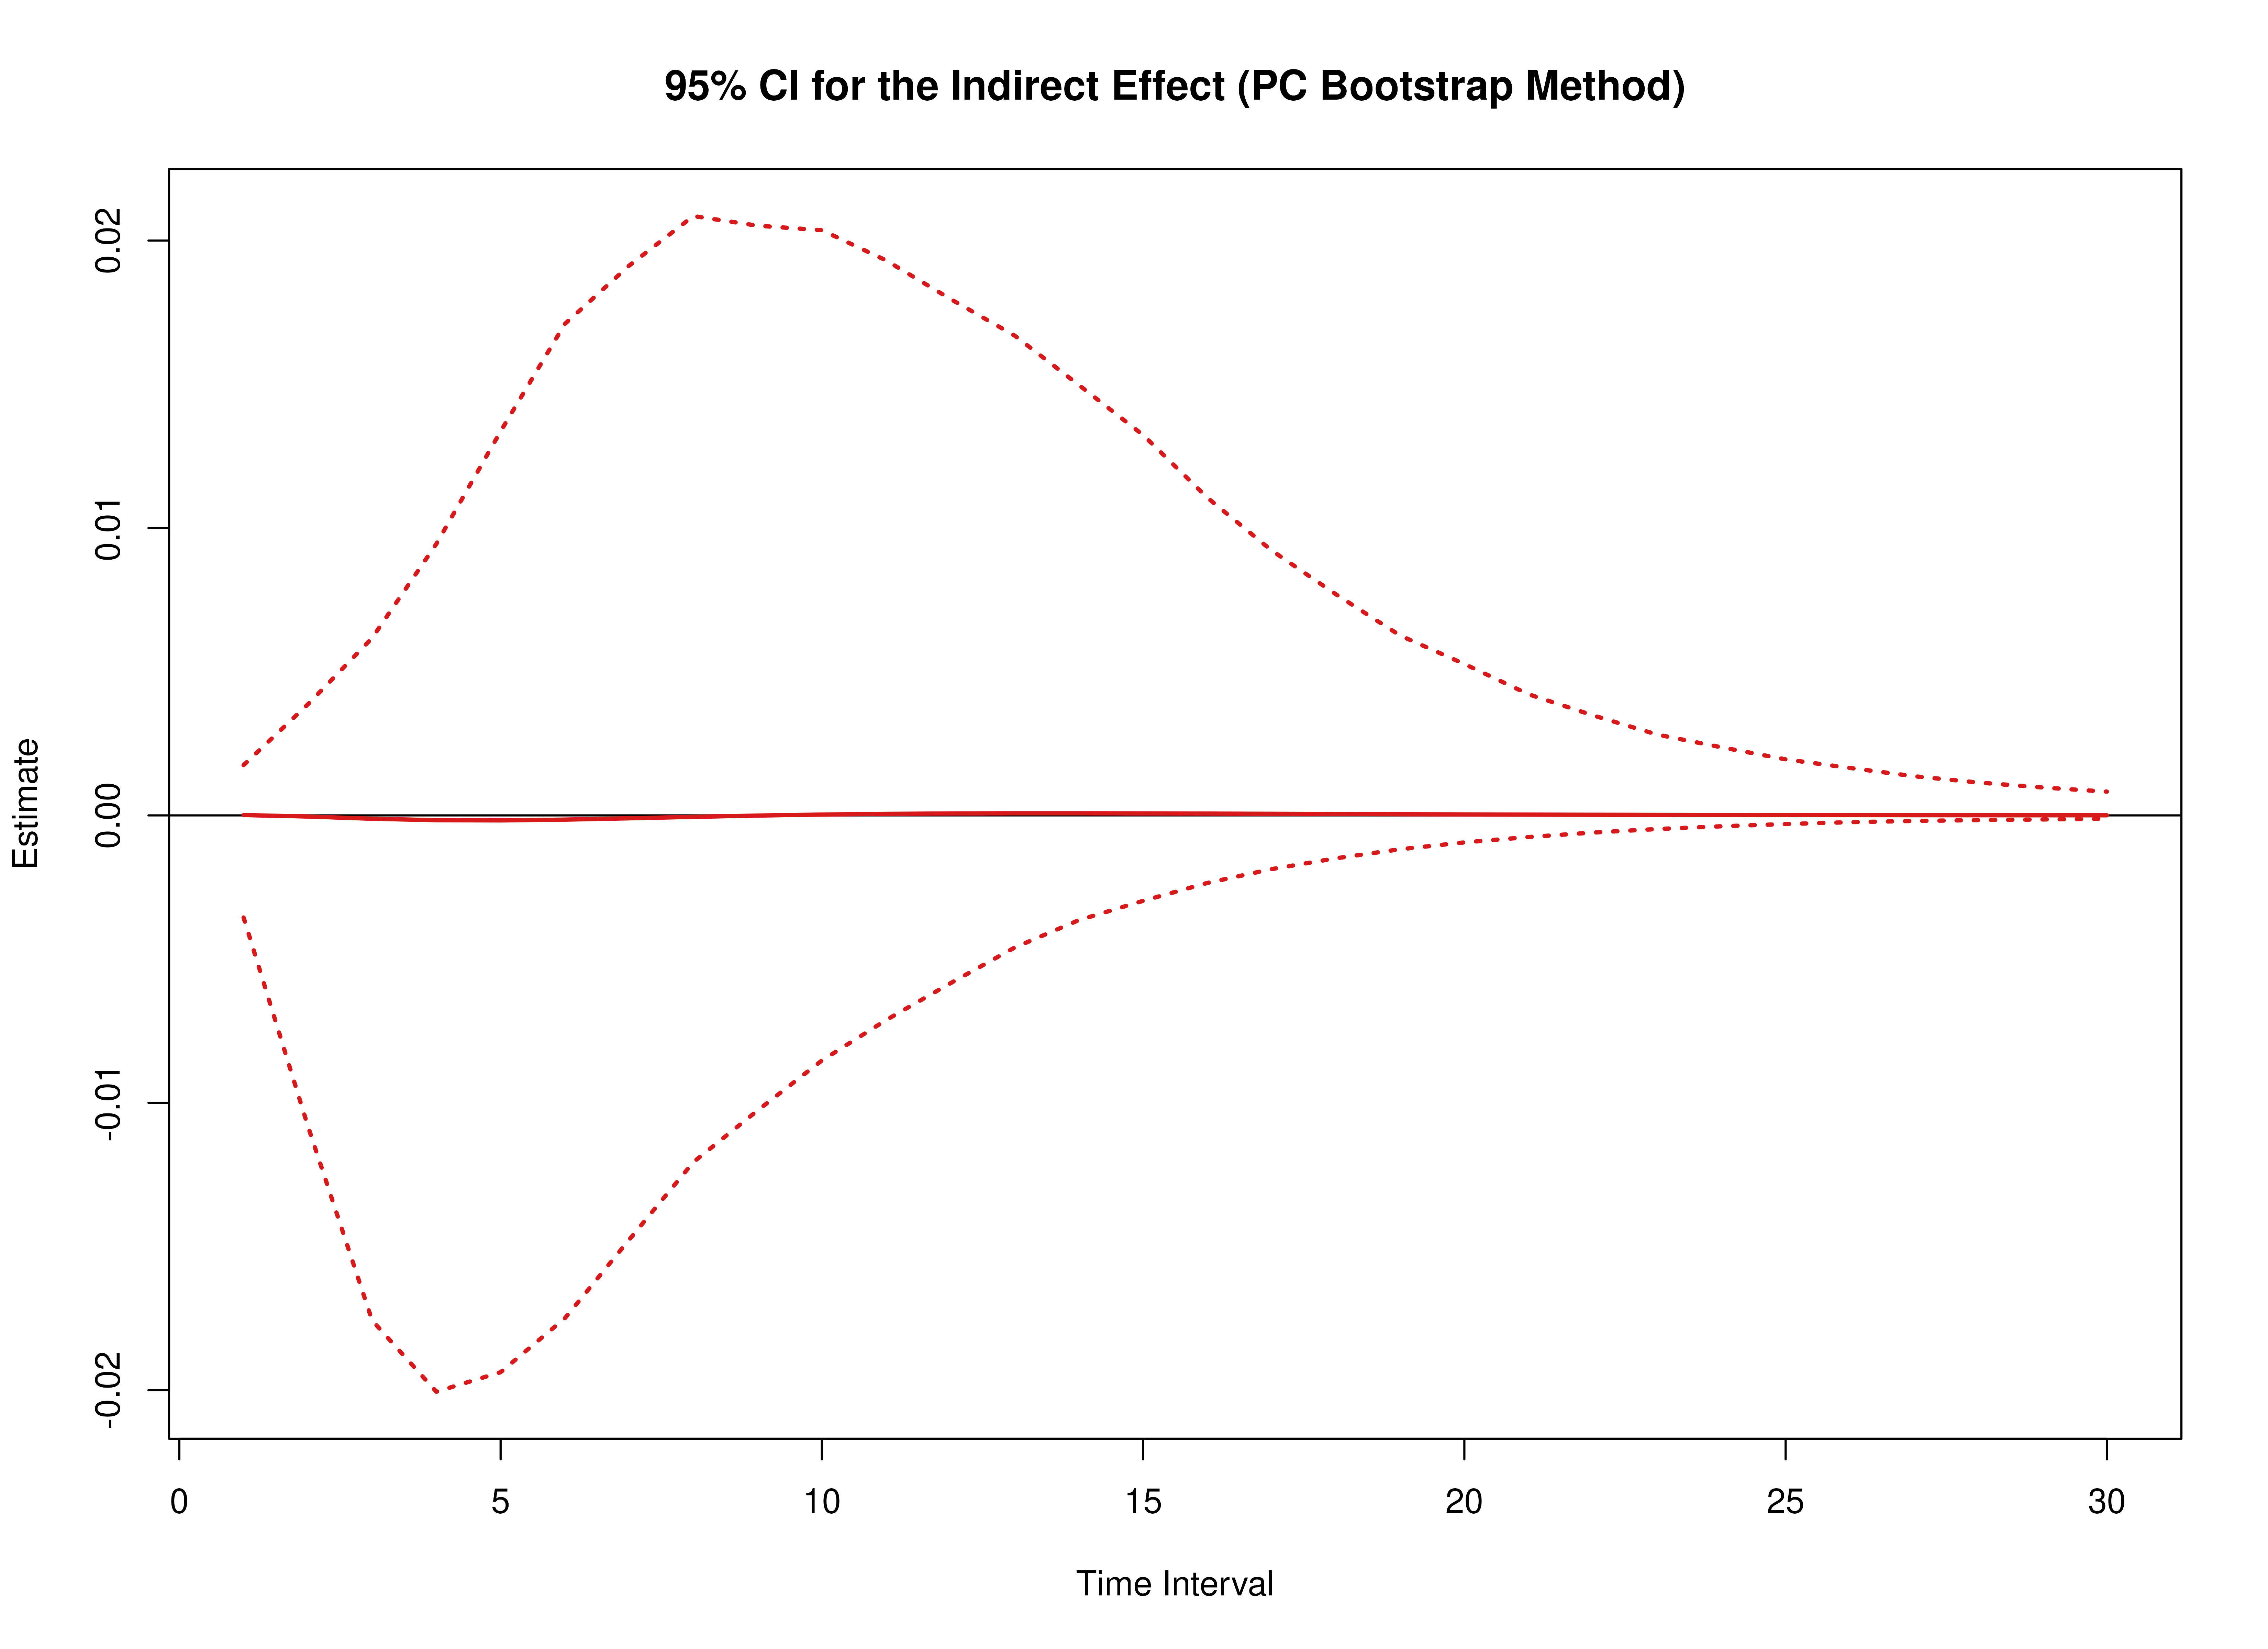 95% CI for the Indirect Effect (PC Bootstrap Method)
Estimate
0.02
0.01
0.00
-0.01
-0.02
0 5 10 15 20 25 30
Time Interval